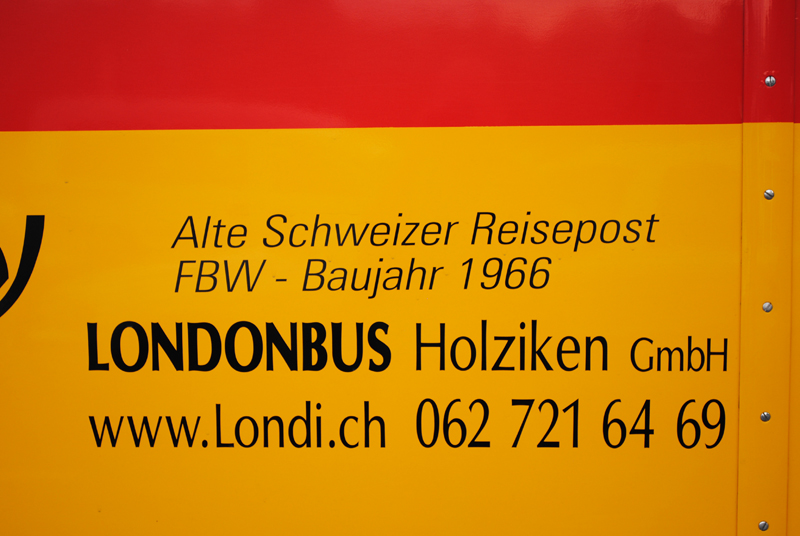 Alte Schweizer Reisepost
FBW - Baujahr 1966
LONDONBUS Holziken GmbH
www.Londi.ch 062 721 64 69